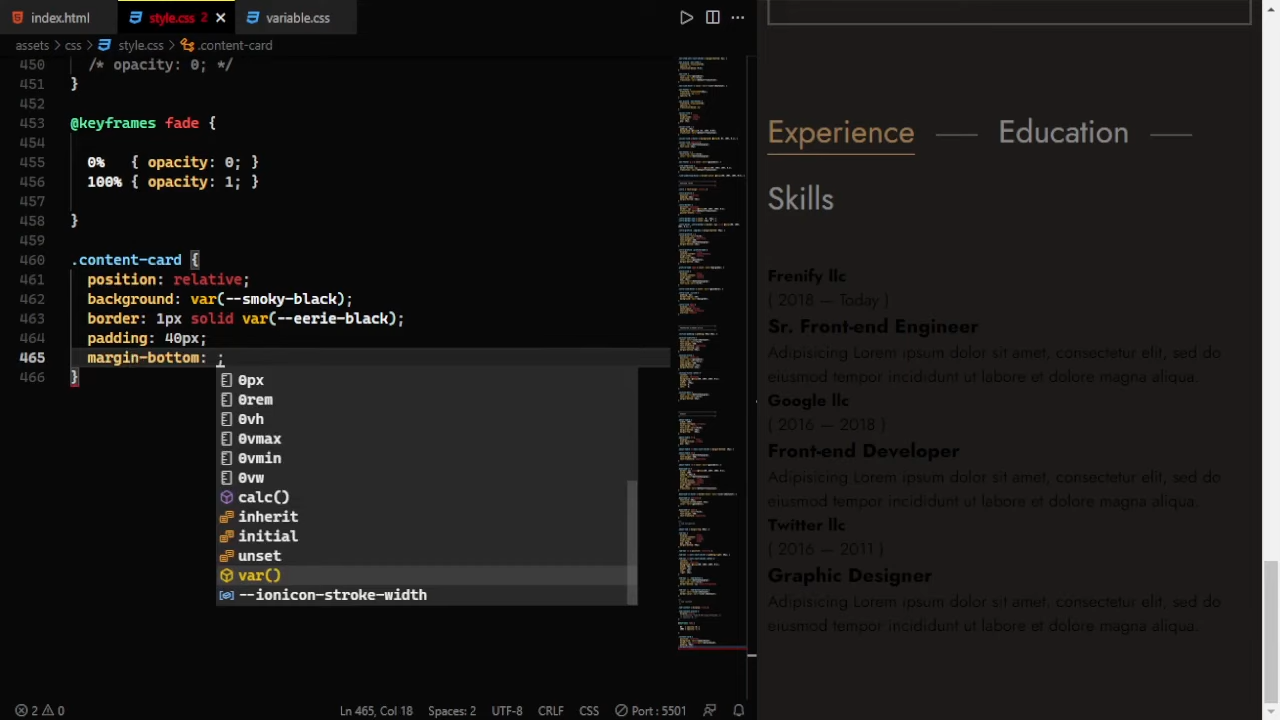 index.html
style.css 2
variable.css
assets > css > style.css > .content-card
450 /* opacity: 0; */
451 }
452
453 @keyframes fade {
454
455 0% { opacity: 0; }
456 100% { opacity: 1; }
457
458 }
459
460 .content-card {
461 position: relative;
462 background: var(--smoky-black);
463 border: 1px solid var(--eerie-black);
464 padding: 40px;
465 margin-bottom: ;
466 }
0px
0rem
0vh
0vmax
0vmin
0vw
calc()
inherit
initial
unset
var()
--ionicon-stroke-width
2 0
Ln 465, Col 18
Spaces: 2
UTF-8
CRLF
CSS
Port : 5501
Experience
Education
Skills
Frenify llc
( 2018 — Today )
Sr. Front-end Engineer
Adipisicing Lorem ipsum dolor sit amet, consectetur elit, sed do
eiusmod tempor incididunt ut labore et dolore magna aliqua.
Google llc
( 2016 — 2018 )
Front-end Developer
Adipisicing Lorem ipsum dolor sit amet, consectetur elit, sed do
eiusmod tempor incididunt ut labore et dolore magna aliqua.
Twitter llc
( 2016 — 2011 )
Graphic Designer
Adipisicing Lorem ipsum dolor sit amet, consectetur elit, sed do
eiusmod tempor incididunt ut labore et dolore magna aliqua.